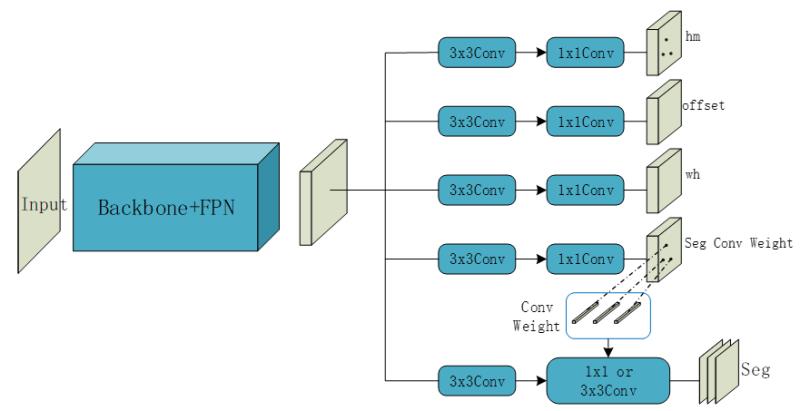 Input
Backbone+FPN
3x3Conv
1x1Conv
hm
3x3Conv
1x1Conv
offset
3x3Conv
1x1Conv
wh
3x3Conv
1x1Conv
Seg Conv Weight
Conv
Weight
3x3Conv
1x1 or
3x3Conv
Seg